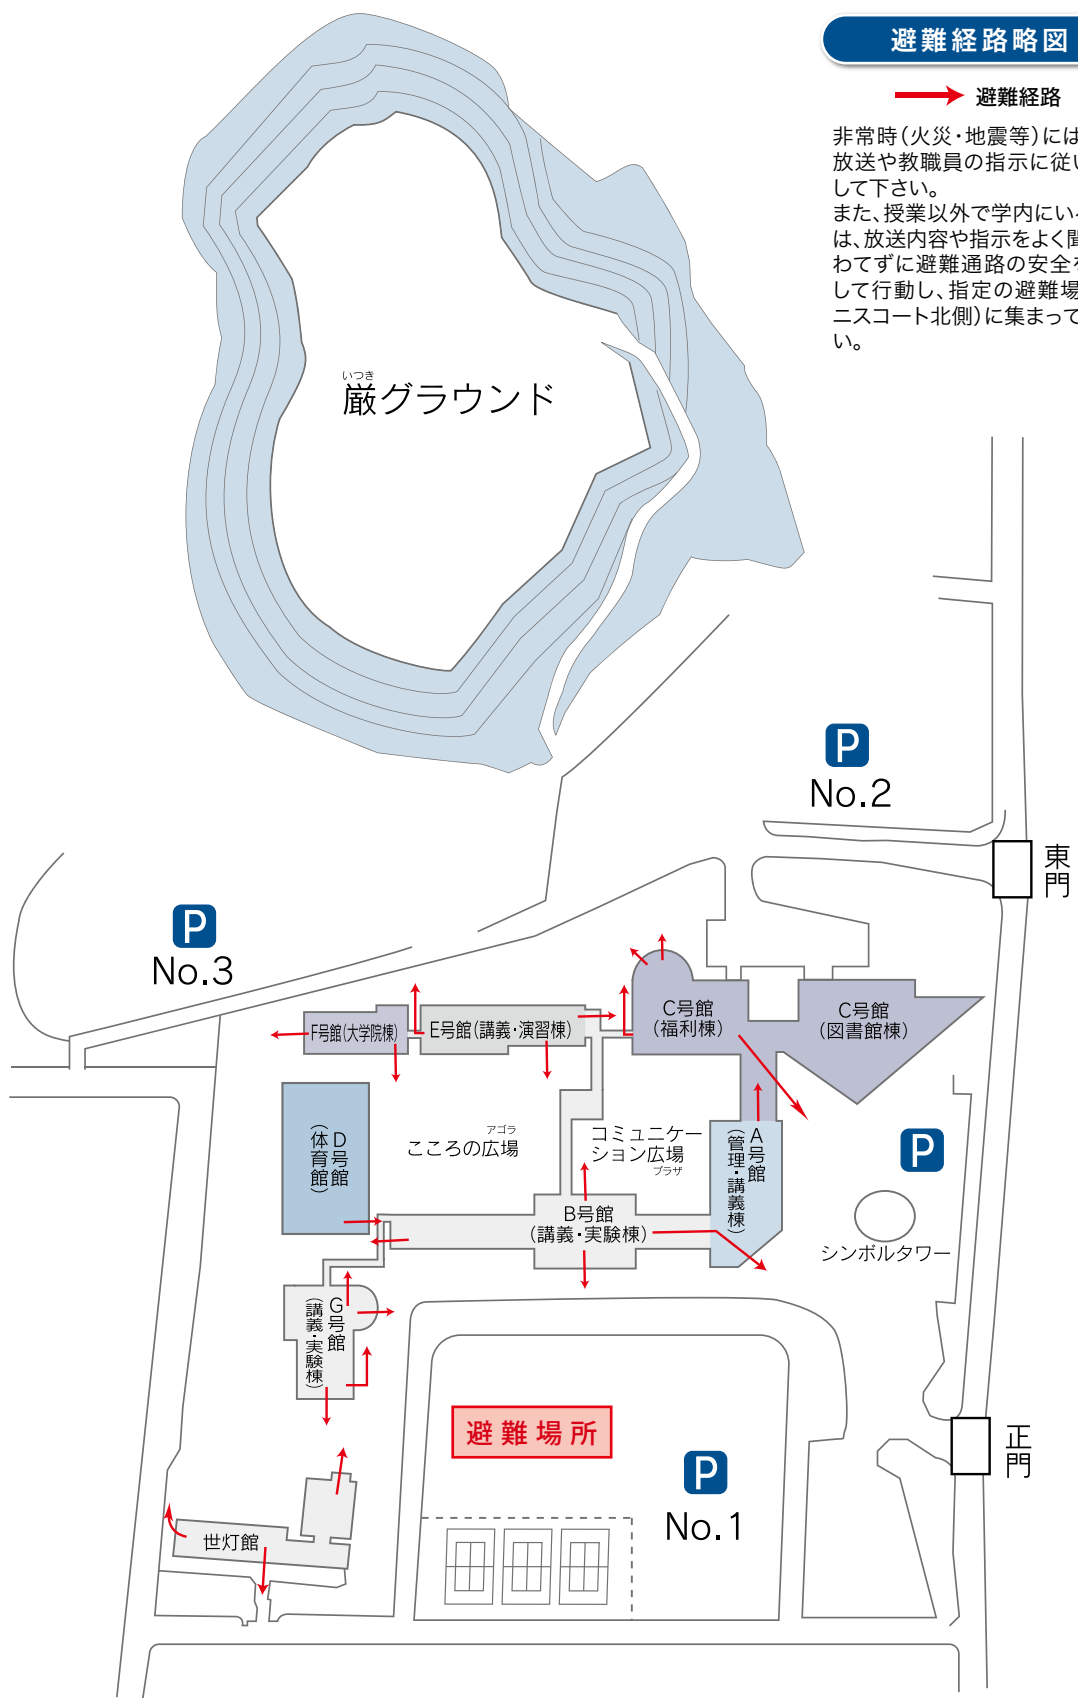 避難経路略図
避難経路
非常時(火災・地震等)には
放送や教職員の指示に従い
して下さい。
また、授業以外で学内にい
は、放送内容や指示をよく聞
わてずに避難通路の安全を
して行動し、指定の避難場
ニスコート北側)に集まって
い。
いつき
厳グラウンド
P
No.2
東門
P
No.3
C号館
(福利棟)
C号館
(図書館棟)
F号館(大学院棟)
E号館(講義・演習棟)
D号館
(体育館)
アゴラ
こころの広場
コミュニケー
ション広場
プラザ
A号館
(管理・講義棟)
P
シンボルタワー
B号館
(講義・実験棟)
G号館
(講義・実験棟)
避難場所
P
No.1
正門
世灯館